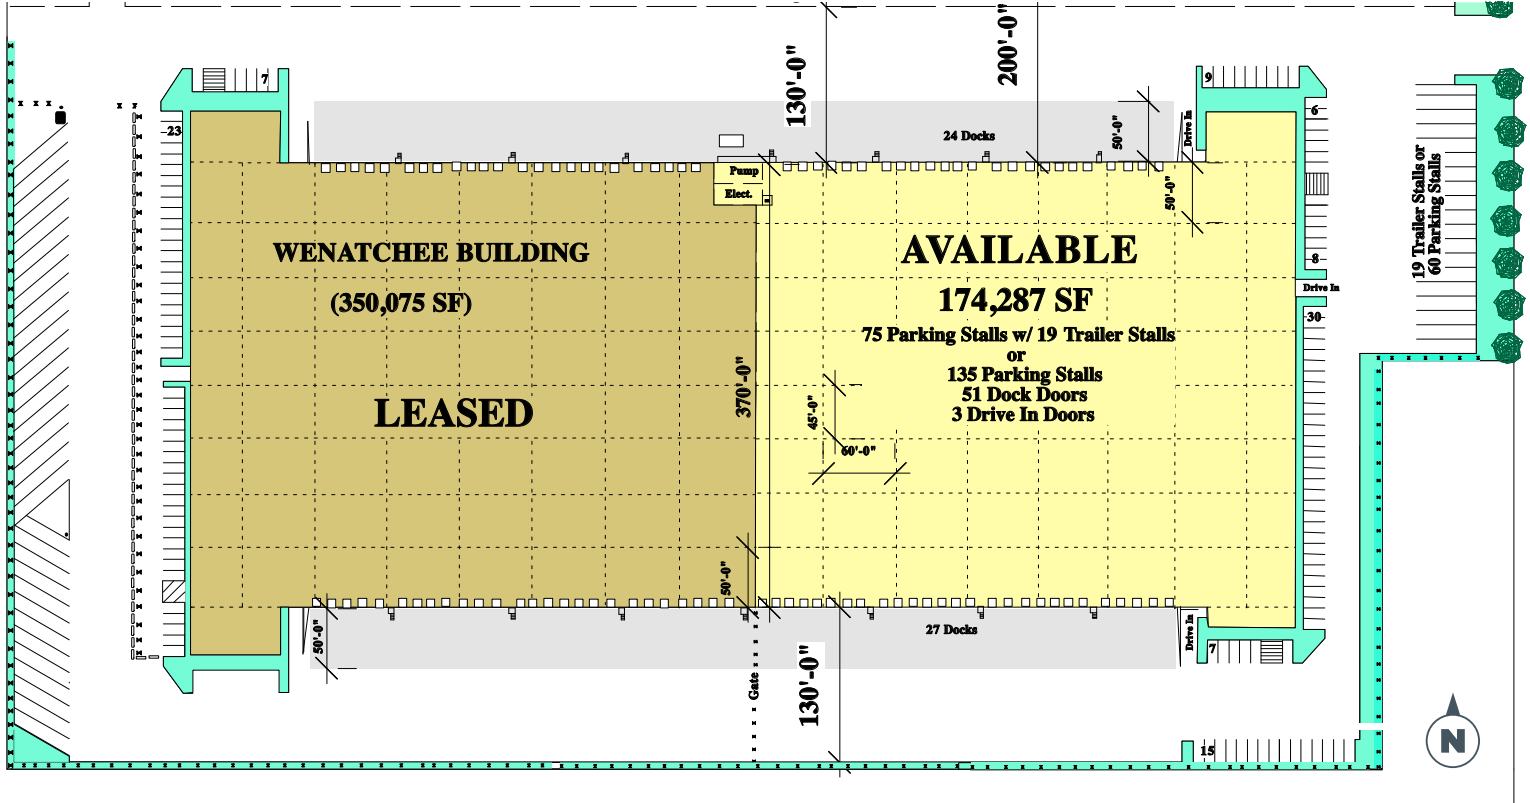 130'-0"
200'-0"
7
9
23
6
24 Docks
50'-0"
Drive In
Pump
Elect.
50'-0"
19 Trailer Stalls or
60 Parking Stalls
WENATCHEE BUILDING
(350,075 SF)
LEASED
AVAILABLE
174,287 SF
75 Parking Stalls w/ 19 Trailer Stalls
or
135 Parking Stalls
51 Dock Doors
3 Drive In Doors
8
Drive In
30
370'-0"
45'-0"
60'-0"
50'-0"
50'-0"
27 Docks
Drive In
7
Gate
130'-0"
15
N